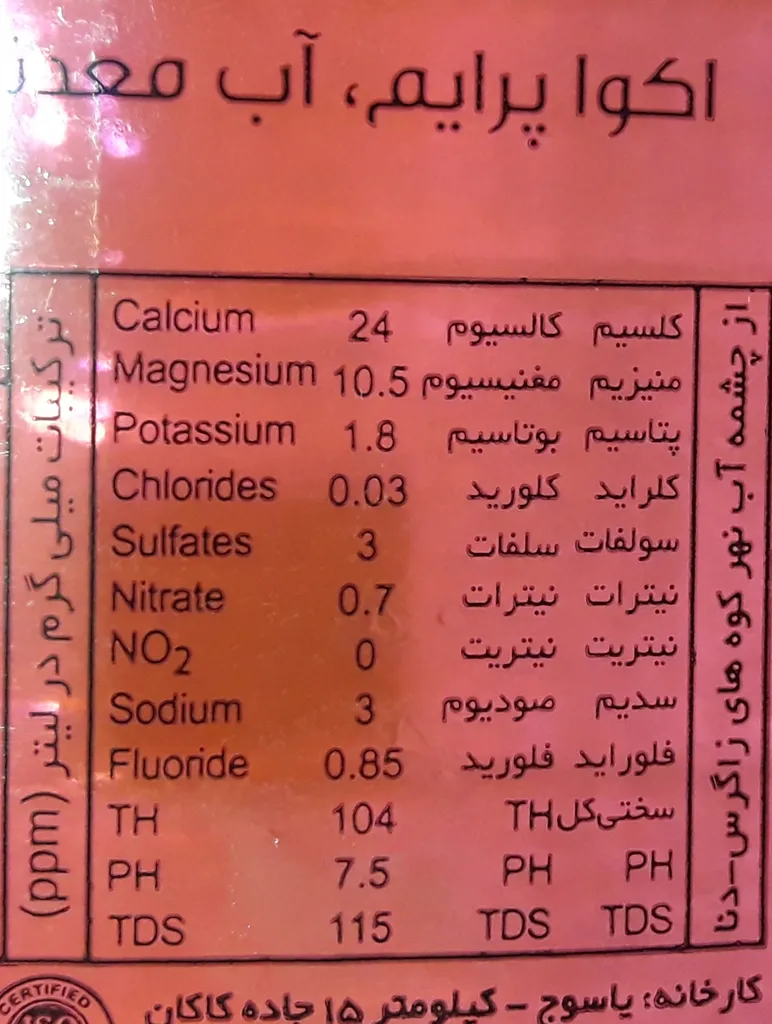 اکوا پرایم، آب
از چشمه آب نهر کوه های زاگرس-دنا
Calcium 24 کالسیوم کلسیم
Magnesium 10.5 مغنیسیوم منیزیم
Potassium 1.8 بوتاسیم پتاسیم
Chlorides 0.03 کلورید کلراید
Sulfates 3 سلفات سولفات
Nitrate 0.7 نیترات نیترات
NO2 0 نیتریت نیتریت
Sodium 3 صودیوم سدیم
Fluoride 0.85 فلورید فلوراید
TH 104 TH سختی‌کل
PH 7.5 PH PH
TDS 115 TDS TDS
ترکیبات میلی گرم در لیتر (ppm)
کارخانه: یاسوج - کیلومتر ۱۵ جاده کاکان
CERTIFIED